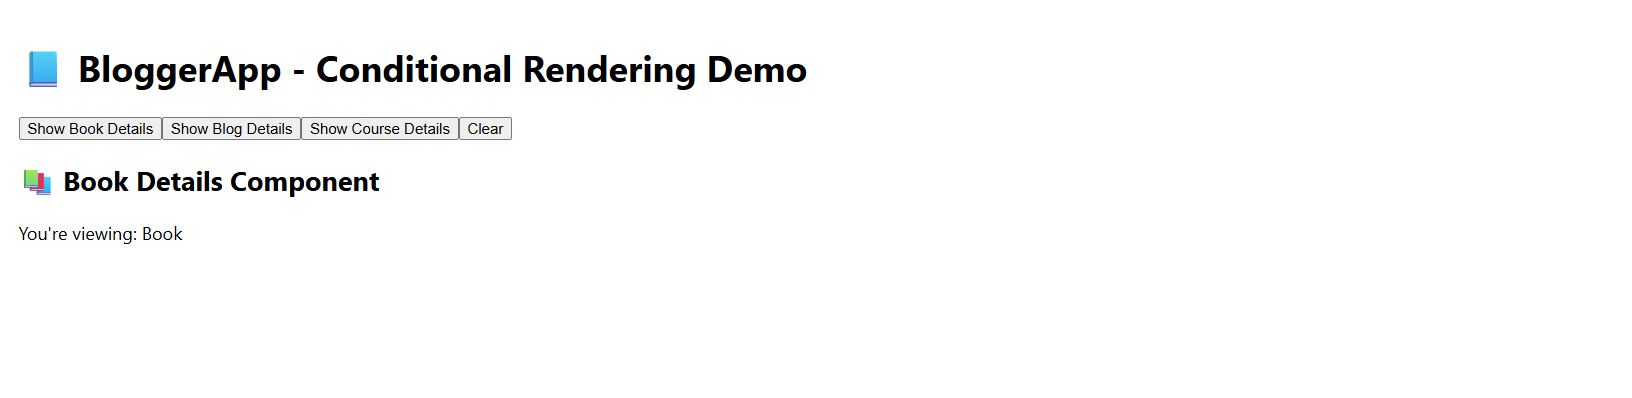 BloggerApp - Conditional Rendering Demo
Show Book Details Show Blog Details Show Course Details Clear
Book Details Component
You're viewing: Book